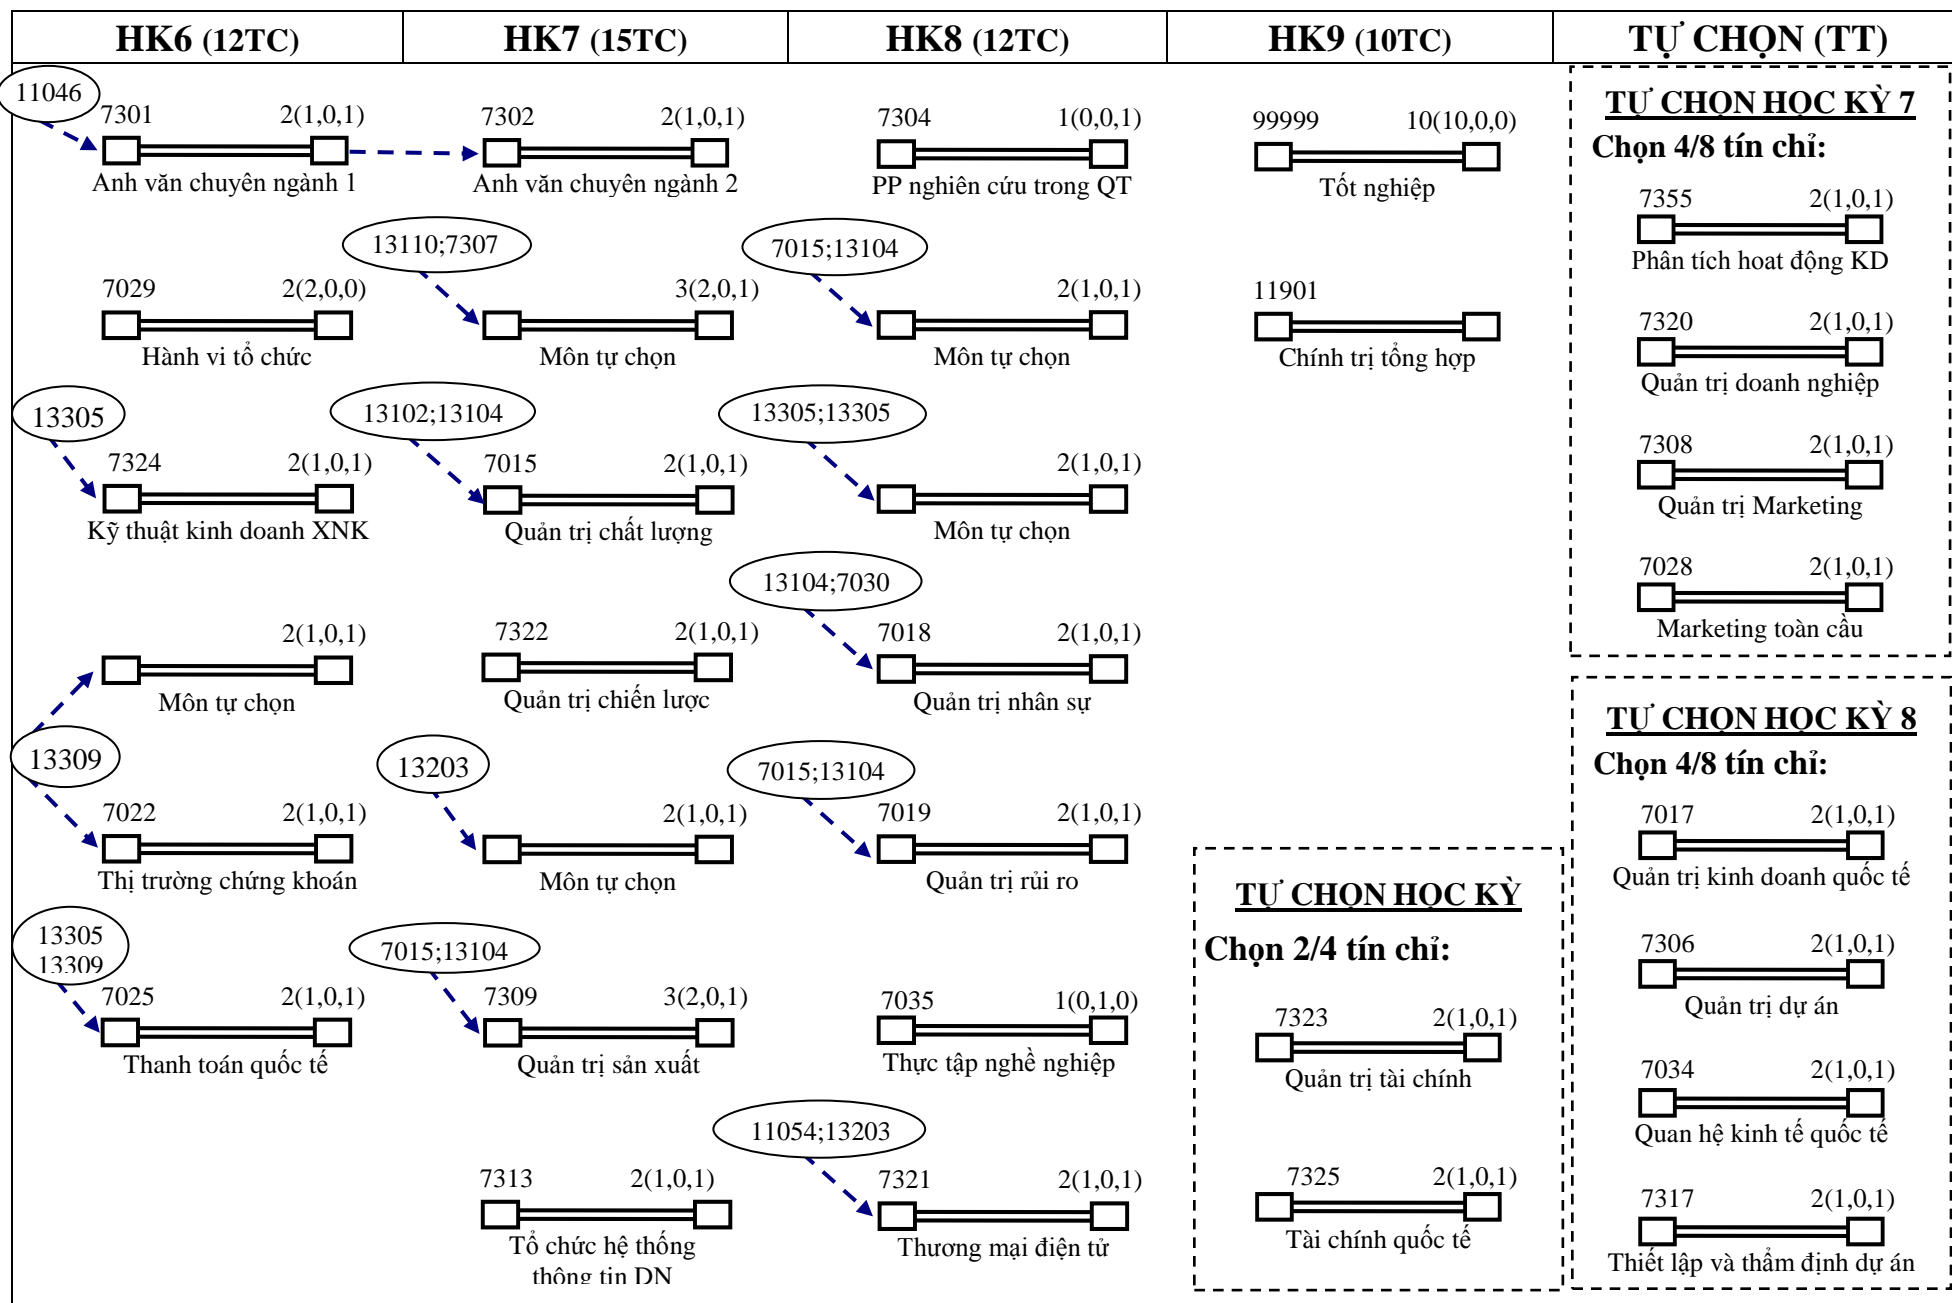 HK6 (12TC)
HK7 (15TC)
HK8 (12TC)
HK9 (10TC)
TỰ CHỌN (TT)
11046
7301 2(1,0,1)
Anh văn chuyên ngành 1
7029 2(2,0,0)
Hành vi tổ chức
13305
7324 2(1,0,1)
Kỹ thuật kinh doanh XNK
2(1,0,1)
Môn tự chọn
13309
7022 2(1,0,1)
Thị trường chứng khoán
13305
13309
7025 2(1,0,1)
Thanh toán quốc tế
7302 2(1,0,1)
Anh văn chuyên ngành 2
13110;7307
3(2,0,1)
Môn tự chọn
13102;13104
7015 2(1,0,1)
Quản trị chất lượng
7322 2(1,0,1)
Quản trị chiến lược
13203
2(1,0,1)
Môn tự chọn
7015;13104
7309 3(2,0,1)
Quản trị sản xuất
7313 2(1,0,1)
Tổ chức hệ thống
thông tin DN
7304 1(0,0,1)
PP nghiên cứu trong QT
7015;13104
2(1,0,1)
Môn tự chọn
13305;13305
2(1,0,1)
Môn tự chọn
13104;7030
7018 2(1,0,1)
Quản trị nhân sự
7015;13104
7019 2(1,0,1)
Quản trị rủi ro
7035 1(0,1,0)
Thực tập nghề nghiệp
11054;13203
7321 2(1,0,1)
Thương mại điện tử
99999 10(10,0,0)
Tốt nghiệp
11901
Chính trị tổng hợp
TỰ CHỌN HỌC KỲ
Chọn 2/4 tín chỉ:
7323 2(1,0,1)
Quản trị tài chính
7325 2(1,0,1)
Tài chính quốc tế
TỰ CHỌN HỌC KỲ 7
Chọn 4/8 tín chỉ:
7355 2(1,0,1)
Phân tích hoat động KD
7320 2(1,0,1)
Quản trị doanh nghiệp
7308 2(1,0,1)
Quản trị Marketing
7028 2(1,0,1)
Marketing toàn cầu
TỰ CHỌN HỌC KỲ 8
Chọn 4/8 tín chỉ:
7017 2(1,0,1)
Quản trị kinh doanh quốc tế
7306 2(1,0,1)
Quản trị dự án
7034 2(1,0,1)
Quan hệ kinh tế quốc tế
7317 2(1,0,1)
Thiết lập và thẩm định dự án